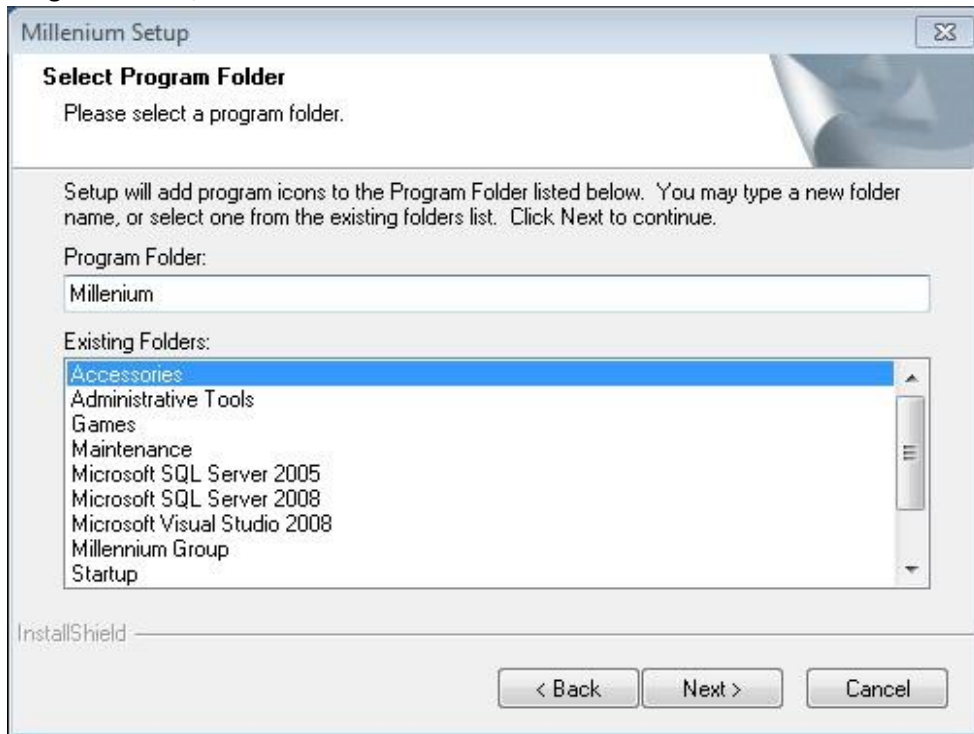 Millenium Setup
Select Program Folder
Please select a program folder.
Setup will add program icons to the Program Folder listed below. You may type a new folder
name, or select one from the existing folders list. Click Next to continue.
Program Folder:
Millenium
Existing Folders:
Accessories
Administrative Tools
Games
Maintenance
Microsoft SQL Server 2005
Microsoft SQL Server 2008
Microsoft Visual Studio 2008
Millennium Group
Startup
InstallShield
< Back Next > Cancel